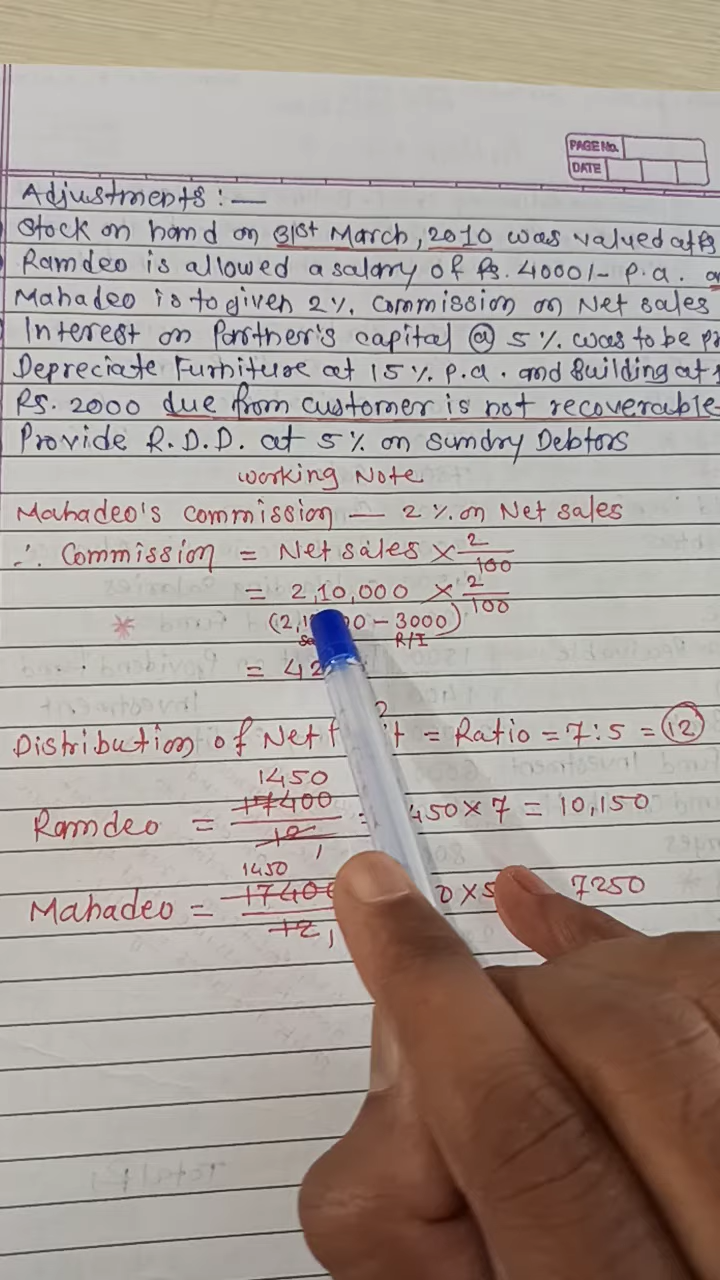 PAGE No.
DATE
Adjustments :—
Stock on hand on 31st March, 2010 was valued at Rs
Ramdeo is allowed a salary of Rs. 4000/- p.a.
Mahadeo is to given 2% Commission on Net sales
Interest on Partner's capital @ 5% was to be
Depreciate Furniture at 15% p.a. and Building at
Rs. 2000 due from customer is not recoverable
Provide R.D.D. at 5% on Sundry Debtors
Working Note
Mahadeo's commission — 2% on Net sales
∴ Commission = Net sales × 2/100
= 2,10,000 × 2/100
* - 3000)
R/I
= 42
Distribution of Net = Ratio = 7:5 = 12
1450
Ramdeo = 17400/12 = 450 × 7 = 10,150
1450
Mahadeo = 17400/12 0 × 5 7250